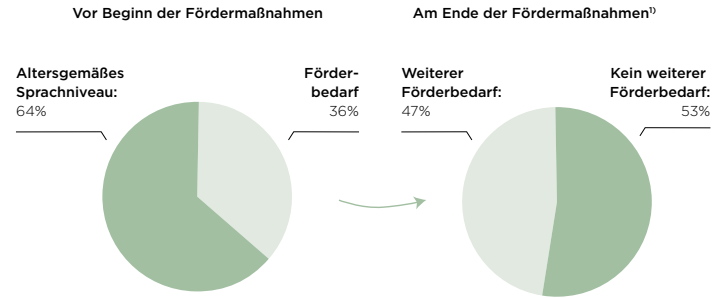 Vor Beginn der Fördermaßnahmen
Altersgemäßes
Sprachniveau:
64%
Förder-
bedarf
36%
Am Ende der Fördermaßnahmen¹⁾
Weiterer
Förderbedarf:
47%
Kein weiterer
Förderbedarf:
53%